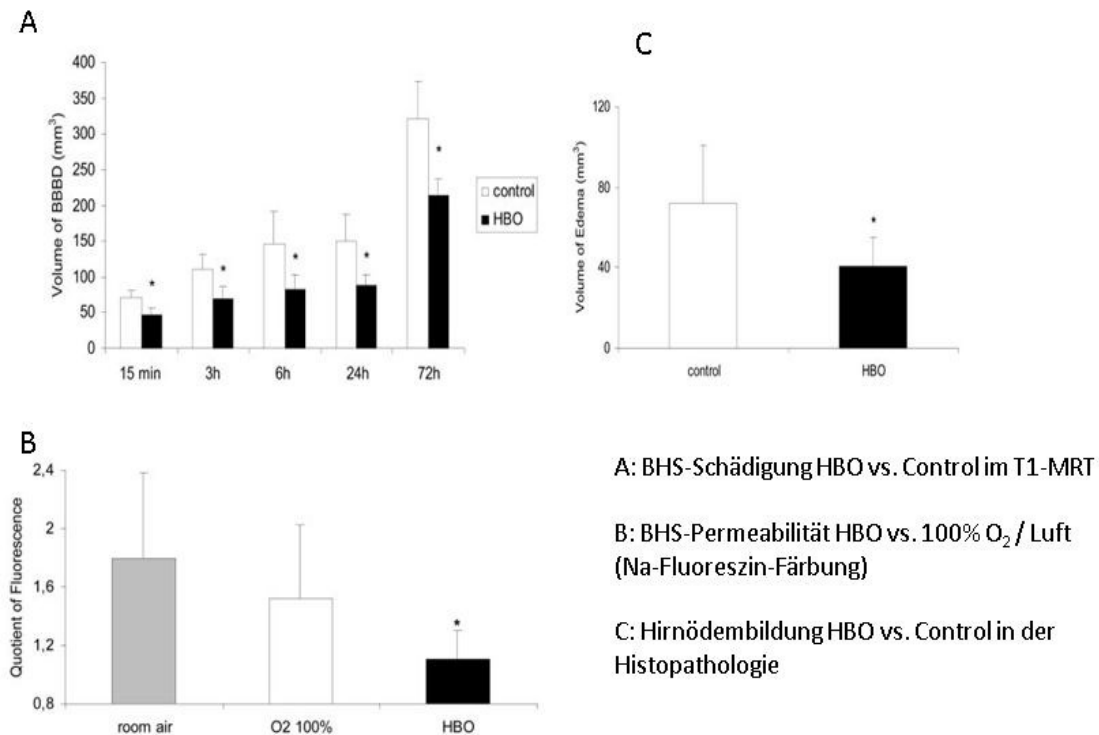 A
Volume of BBBD (mm³)
400
350
300
250
200
150
100
50
0
*
*
*
*
*
15 min 3h 6h 24h 72h
control
HBO
C
Volume of Edema (mm³)
120
80
40
0
*
control HBO
B
Quotient of Fluorescence
2,4
2
1,6
1,2
0,8
*
room air O2 100% HBO
A: BHS-Schädigung HBO vs. Control im T1-MRT
B: BHS-Permeabilität HBO vs. 100% O₂ / Luft
(Na-Fluoreszin-Färbung)
C: Hirnödembildung HBO vs. Control in der
Histopathologie